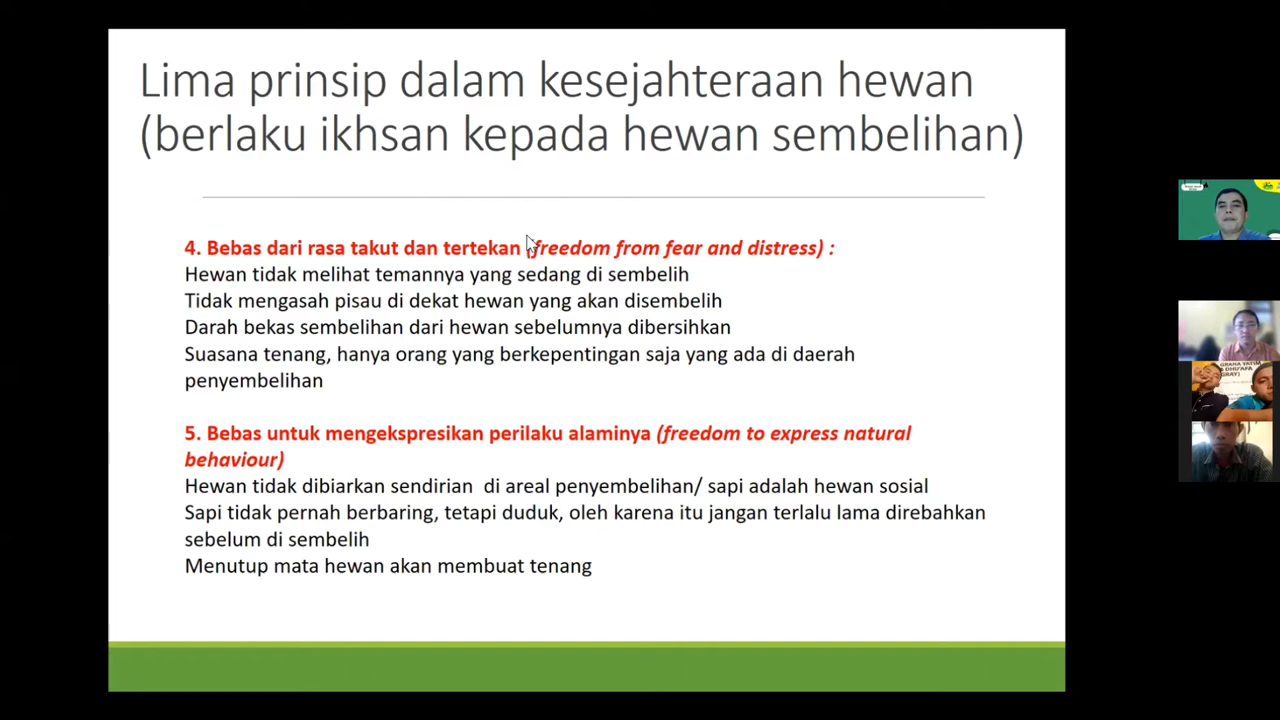 Lima prinsip dalam kesejahteraan hewan
(berlaku ikhsan kepada hewan sembelihan)
4. Bebas dari rasa takut dan tertekan (freedom from fear and distress) :
Hewan tidak melihat temannya yang sedang di sembelih
Tidak mengasah pisau di dekat hewan yang akan disembelih
Darah bekas sembelihan dari hewan sebelumnya dibersihkan
Suasana tenang, hanya orang yang berkepentingan saja yang ada di daerah
penyembelihan
5. Bebas untuk mengekspresikan perilaku alaminya (freedom to express natural
behaviour)
Hewan tidak dibiarkan sendirian di areal penyembelihan/ sapi adalah hewan sosial
Sapi tidak pernah berbaring, tetapi duduk, oleh karena itu jangan terlalu lama direbahkan
sebelum di sembelih
Menutup mata hewan akan membuat tenang
GRAHA YATIM